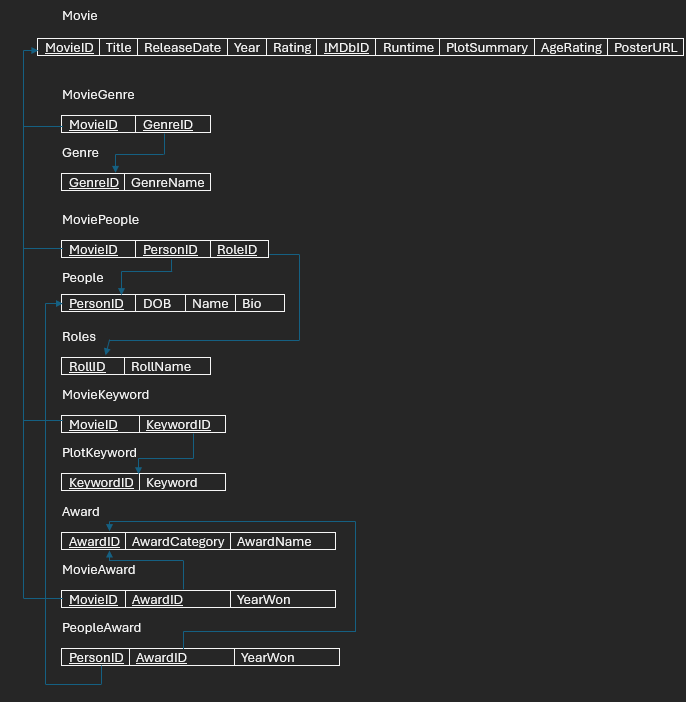 Movie
MovieID Title ReleaseDate Year Rating IMDbID Runtime PlotSummary AgeRating PosterURL
MovieGenre
MovieID GenreID
Genre
GenreID GenreName
MoviePeople
MovieID PersonID RoleID
People
PersonID DOB Name Bio
Roles
RollID RollName
MovieKeyword
MovieID KeywordID
PlotKeyword
KeywordID Keyword
Award
AwardID AwardCategory AwardName
MovieAward
MovieID AwardID YearWon
PeopleAward
PersonID AwardID YearWon